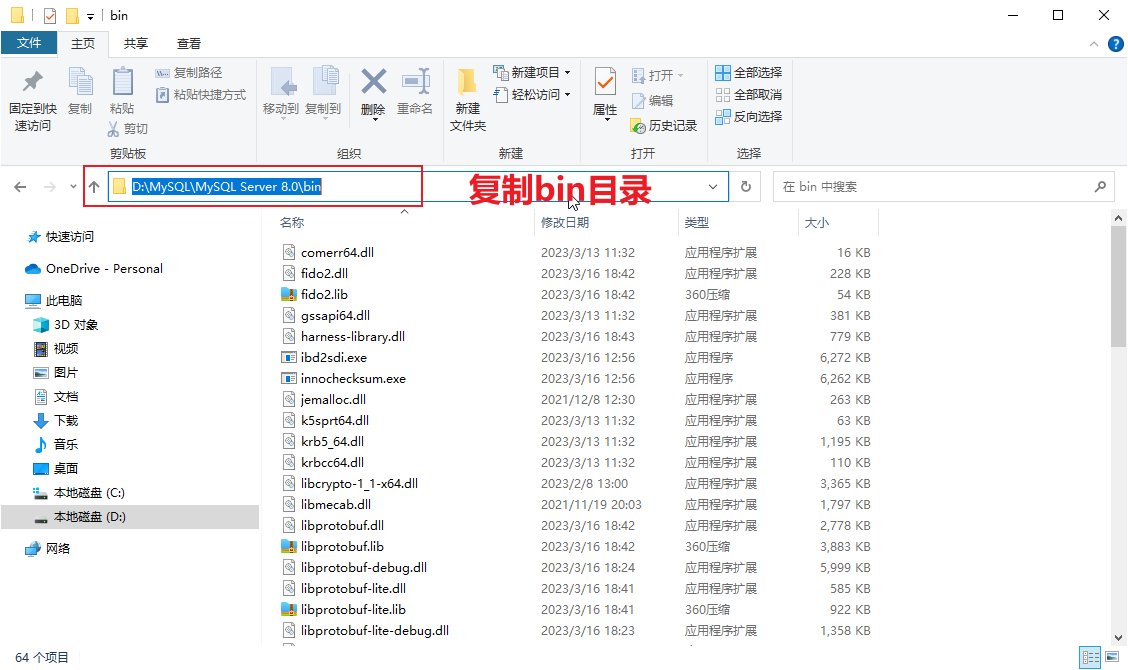 bin
文件 主页 共享 查看
固定到快速访问
复制
粘贴
复制路径
粘贴快捷方式
剪切
剪贴板
移动到
复制到
删除
重命名
组织
新建
文件夹
新建项目
轻松访问
新建
属性
打开
编辑
历史记录
打开
全部选择
全部取消
反向选择
选择
D:\MySQL\MySQL Server 8.0\bin
复制bin目录
在 bin 中搜索
快速访问
OneDrive - Personal
此电脑
3D 对象
视频
图片
文档
下载
音乐
桌面
本地磁盘 (C:)
本地磁盘 (D:)
网络
名称 修改日期 类型 大小
comerr64.dll 2023/3/13 11:32 应用程序扩展 16 KB
fido2.dll 2023/3/16 18:42 应用程序扩展 228 KB
fido2.lib 2023/3/16 18:42 360压缩 54 KB
gssapi64.dll 2023/3/13 11:32 应用程序扩展 381 KB
harness-library.dll 2023/3/16 18:43 应用程序扩展 779 KB
ibd2sdi.exe 2023/3/16 12:56 应用程序 6,272 KB
innochecksum.exe 2023/3/16 12:56 应用程序 6,262 KB
jemalloc.dll 2021/12/8 12:30 应用程序扩展 263 KB
k5sprt64.dll 2023/3/13 11:32 应用程序扩展 63 KB
krb5_64.dll 2023/3/13 11:32 应用程序扩展 1,195 KB
krbcc64.dll 2023/3/13 11:32 应用程序扩展 110 KB
libcrypto-1_1-x64.dll 2023/2/8 13:00 应用程序扩展 3,365 KB
libmecab.dll 2021/11/19 20:03 应用程序扩展 1,797 KB
libprotobuf.dll 2023/3/16 18:42 应用程序扩展 2,778 KB
libprotobuf.lib 2023/3/16 18:42 360压缩 3,883 KB
libprotobuf-debug.dll 2023/3/16 18:24 应用程序扩展 5,999 KB
libprotobuf-lite.dll 2023/3/16 18:41 应用程序扩展 585 KB
libprotobuf-lite.lib 2023/3/16 18:41 360压缩 922 KB
libprotobuf-lite-debug.dll 2023/3/16 18:23 应用程序扩展 1,358 KB
64 个项目